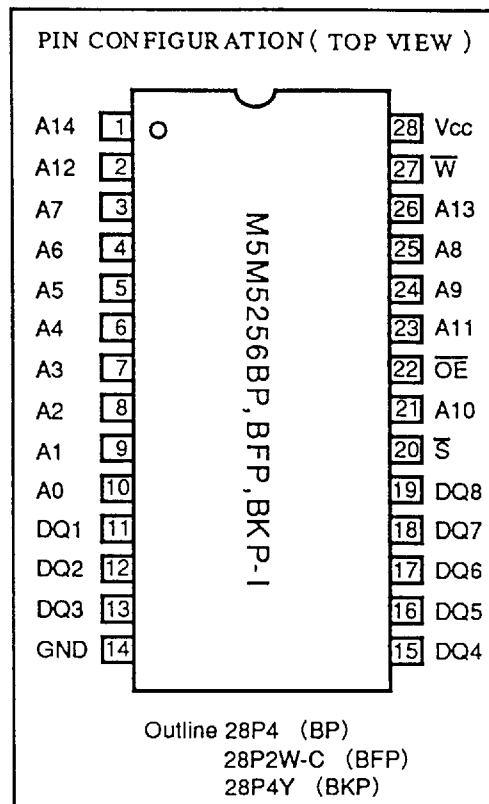 PIN CONFIGURATION ( TOP VIEW )
A14 1 28 Vcc
A12 2 27 W̅
A7 3 26 A13
A6 4 25 A8
A5 5 24 A9
A4 6 23 A11
A3 7 22 O̅E̅
A2 8 21 A10
A1 9 20 S̅
A0 10 19 DQ8
DQ1 11 18 DQ7
DQ2 12 17 DQ6
DQ3 13 16 DQ5
GND 14 15 DQ4
M5M5256BP,BFP,BKP-I
Outline 28P4 (BP)
28P2W-C (BFP)
28P4Y (BKP)